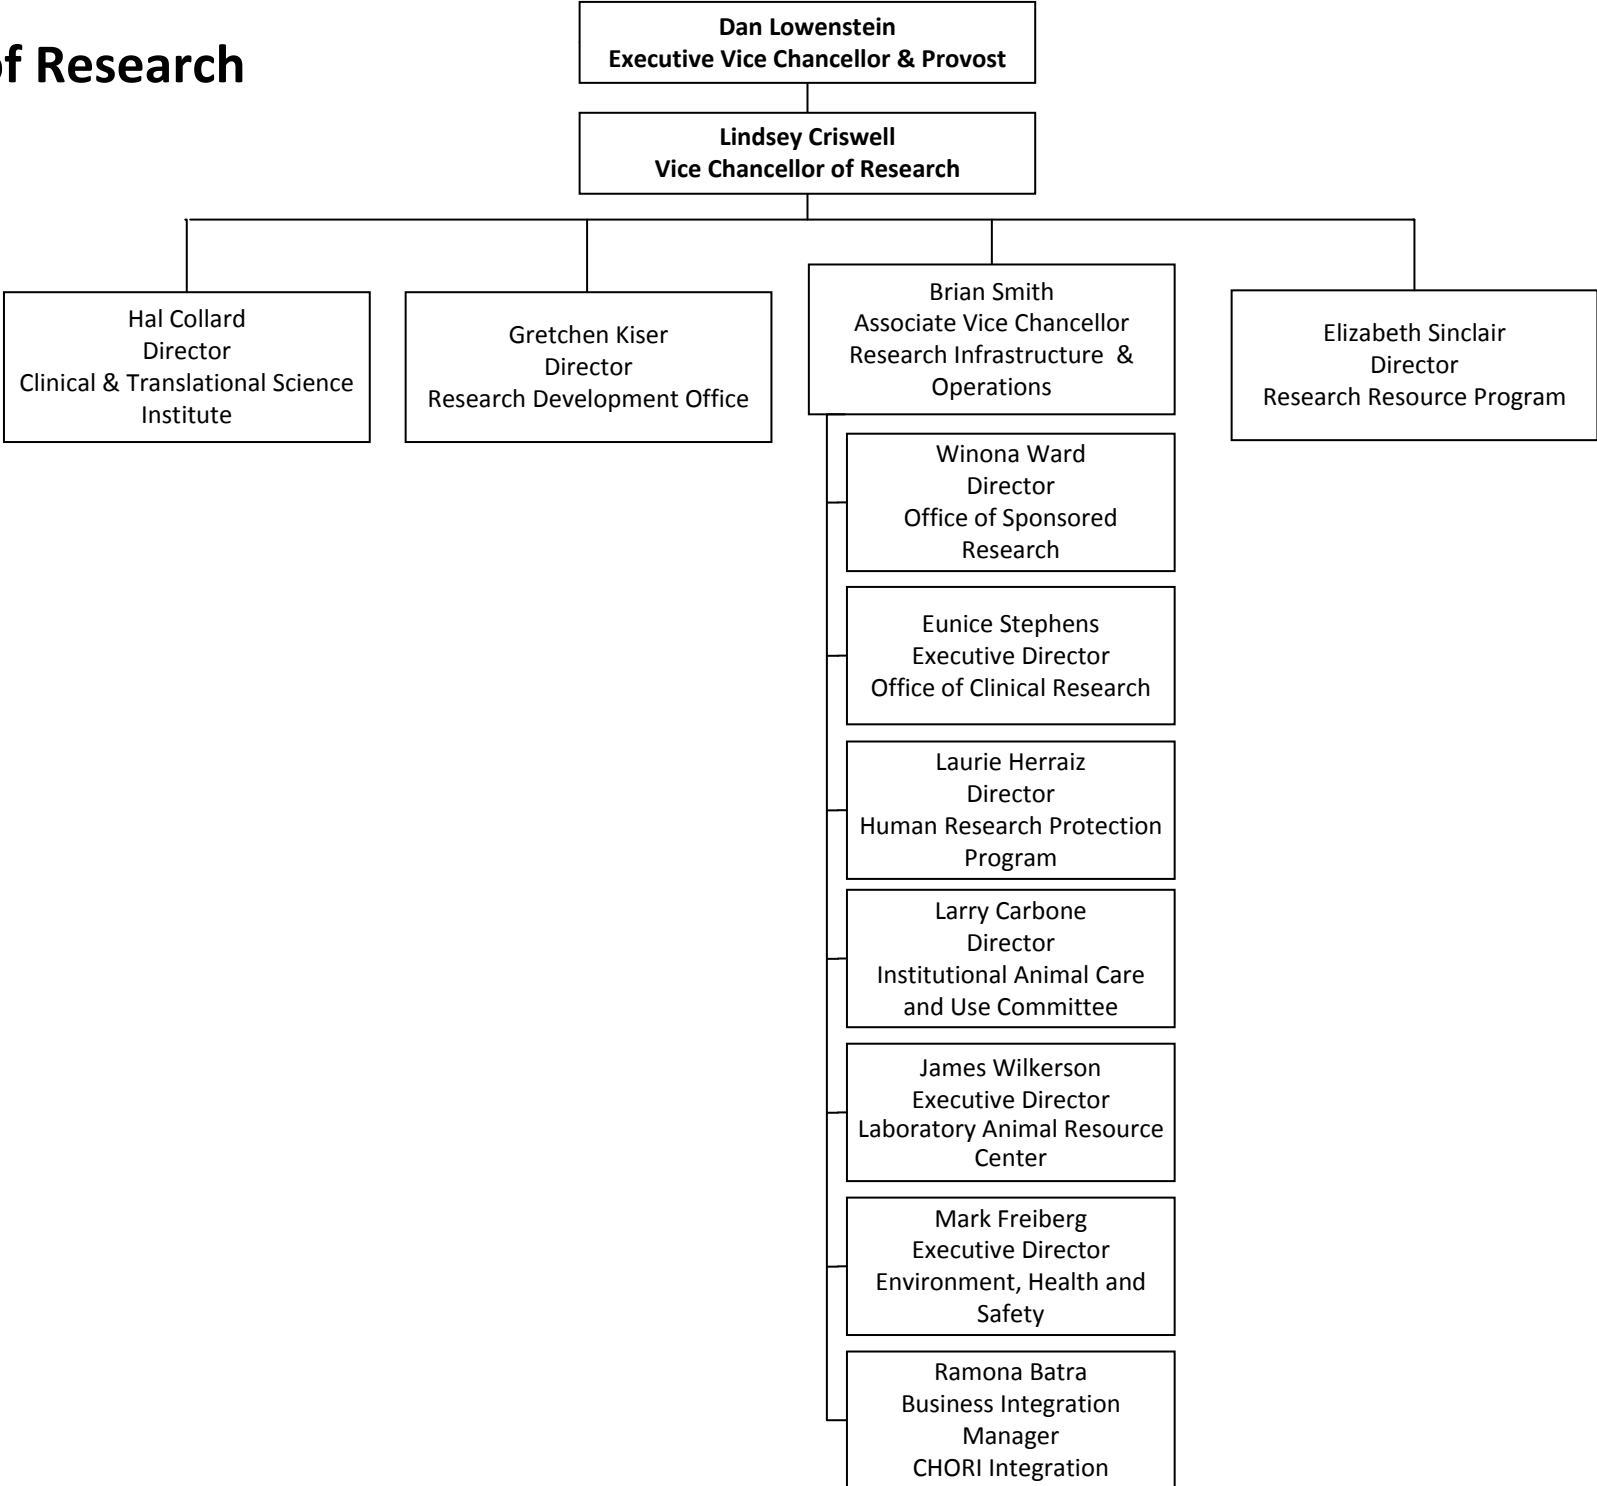 of Research
Dan Lowenstein
Executive Vice Chancellor & Provost
Lindsey Criswell
Vice Chancellor of Research
Hal Collard
Director
Clinical & Translational Science
Institute
Gretchen Kiser
Director
Research Development Office
Brian Smith
Associate Vice Chancellor
Research Infrastructure &
Operations
Elizabeth Sinclair
Director
Research Resource Program
Winona Ward
Director
Office of Sponsored
Research
Eunice Stephens
Executive Director
Office of Clinical Research
Laurie Herraiz
Director
Human Research Protection
Program
Larry Carbone
Director
Institutional Animal Care
and Use Committee
James Wilkerson
Executive Director
Laboratory Animal Resource
Center
Mark Freiberg
Executive Director
Environment, Health and
Safety
Ramona Batra
Business Integration
Manager
CHORI Integration